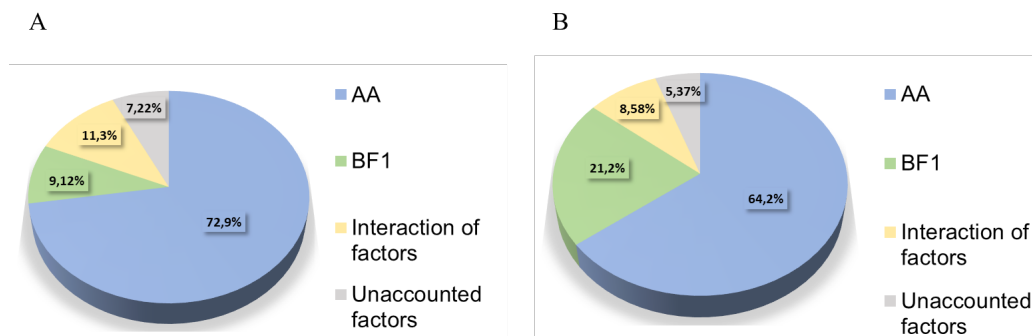 A
7,22%
11,3%
9,12%
72,9%
AA
BF1
Interaction of
factors
Unaccounted
factors
B
5,37%
8,58%
21,2%
64,2%
AA
BF1
Interaction of
factors
Unaccounted
factors